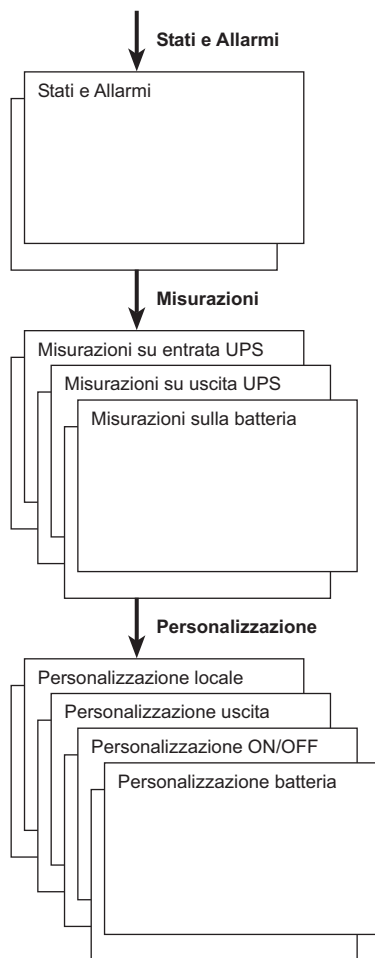 Stati e Allarmi
Stati e Allarmi
Misurazioni
Misurazioni su entrata UPS
Misurazioni su uscita UPS
Misurazioni sulla batteria
Personalizzazione
Personalizzazione locale
Personalizzazione uscita
Personalizzazione ON/OFF
Personalizzazione batteria